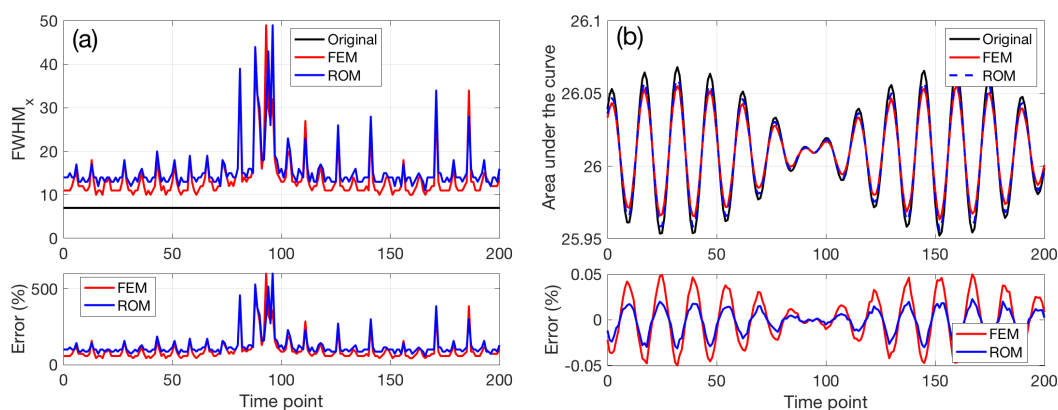 (a)
Original
FEM
ROM
FWHM_x
50
40
30
20
10
0
0 50 100 150 200
FEM
ROM
Error (%)
500
0
0 50 100 150 200
Time point
(b)
Original
FEM
ROM
Area under the curve
26.1
26.05
26
25.95
0 50 100 150 200
Error (%)
0.05
0
-0.05
FEM
ROM
0 50 100 150 200
Time point